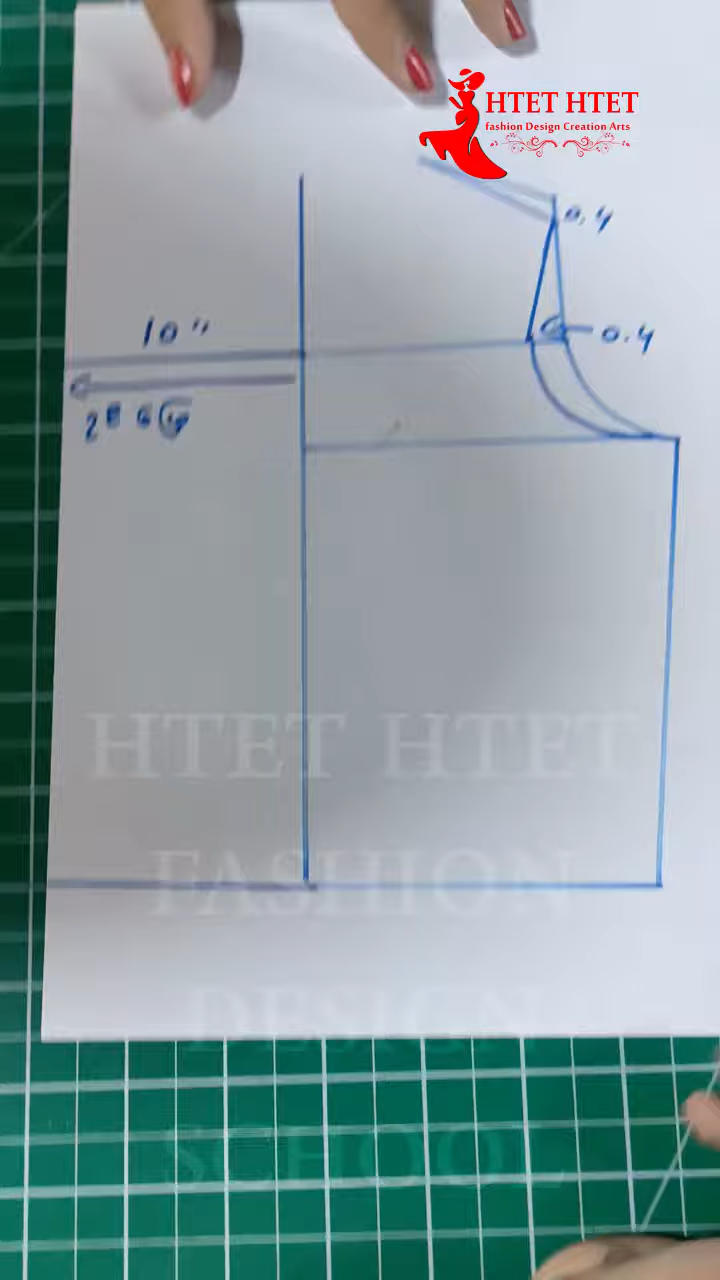 HTET HTET
fashion Design Creation Arts
0.4
10"
0.4
HTET HTET
FASHION
DESIGN
SCHOOL